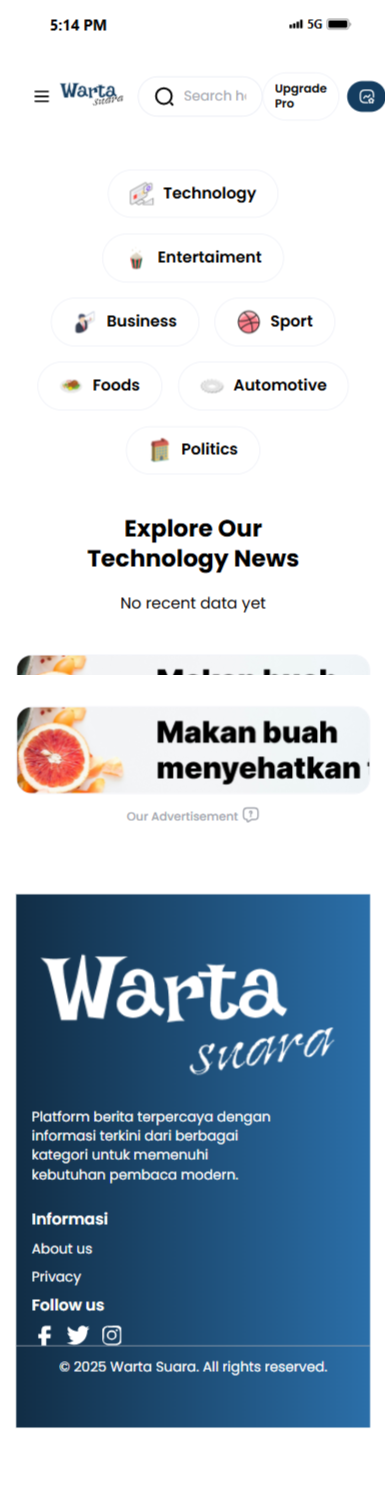 5:14 PM
5G
Warta
suara
Search h
Upgrade
Pro
Technology
Entertaiment
Business
Sport
Foods
Automotive
Politics
Explore Our
Technology News
No recent data yet
Makan buah
Makan buah
menyehatkan
Our Advertisement
Warta
suara
Platform berita terpercaya dengan
informasi terkini dari berbagai
kategori untuk memenuhi
kebutuhan pembaca modern.
Informasi
About us
Privacy
Follow us
© 2025 Warta Suara. All rights reserved.